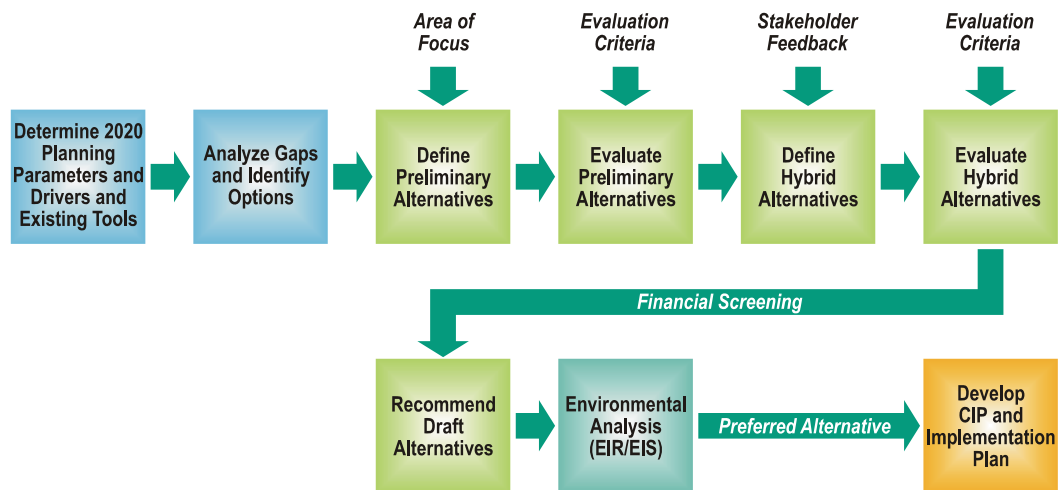 Area of
Focus
Evaluation
Criteria
Stakeholder
Feedback
Evaluation
Criteria
Determine 2020
Planning
Parameters and
Drivers and
Existing Tools
Analyze Gaps
and Identify
Options
Define
Preliminary
Alternatives
Evaluate
Preliminary
Alternatives
Define
Hybrid
Alternatives
Evaluate
Hybrid
Alternatives
Financial Screening
Recommend
Draft
Alternatives
Environmental
Analysis
(EIR/EIS)
Preferred Alternative
Develop
CIP and
Implementation
Plan